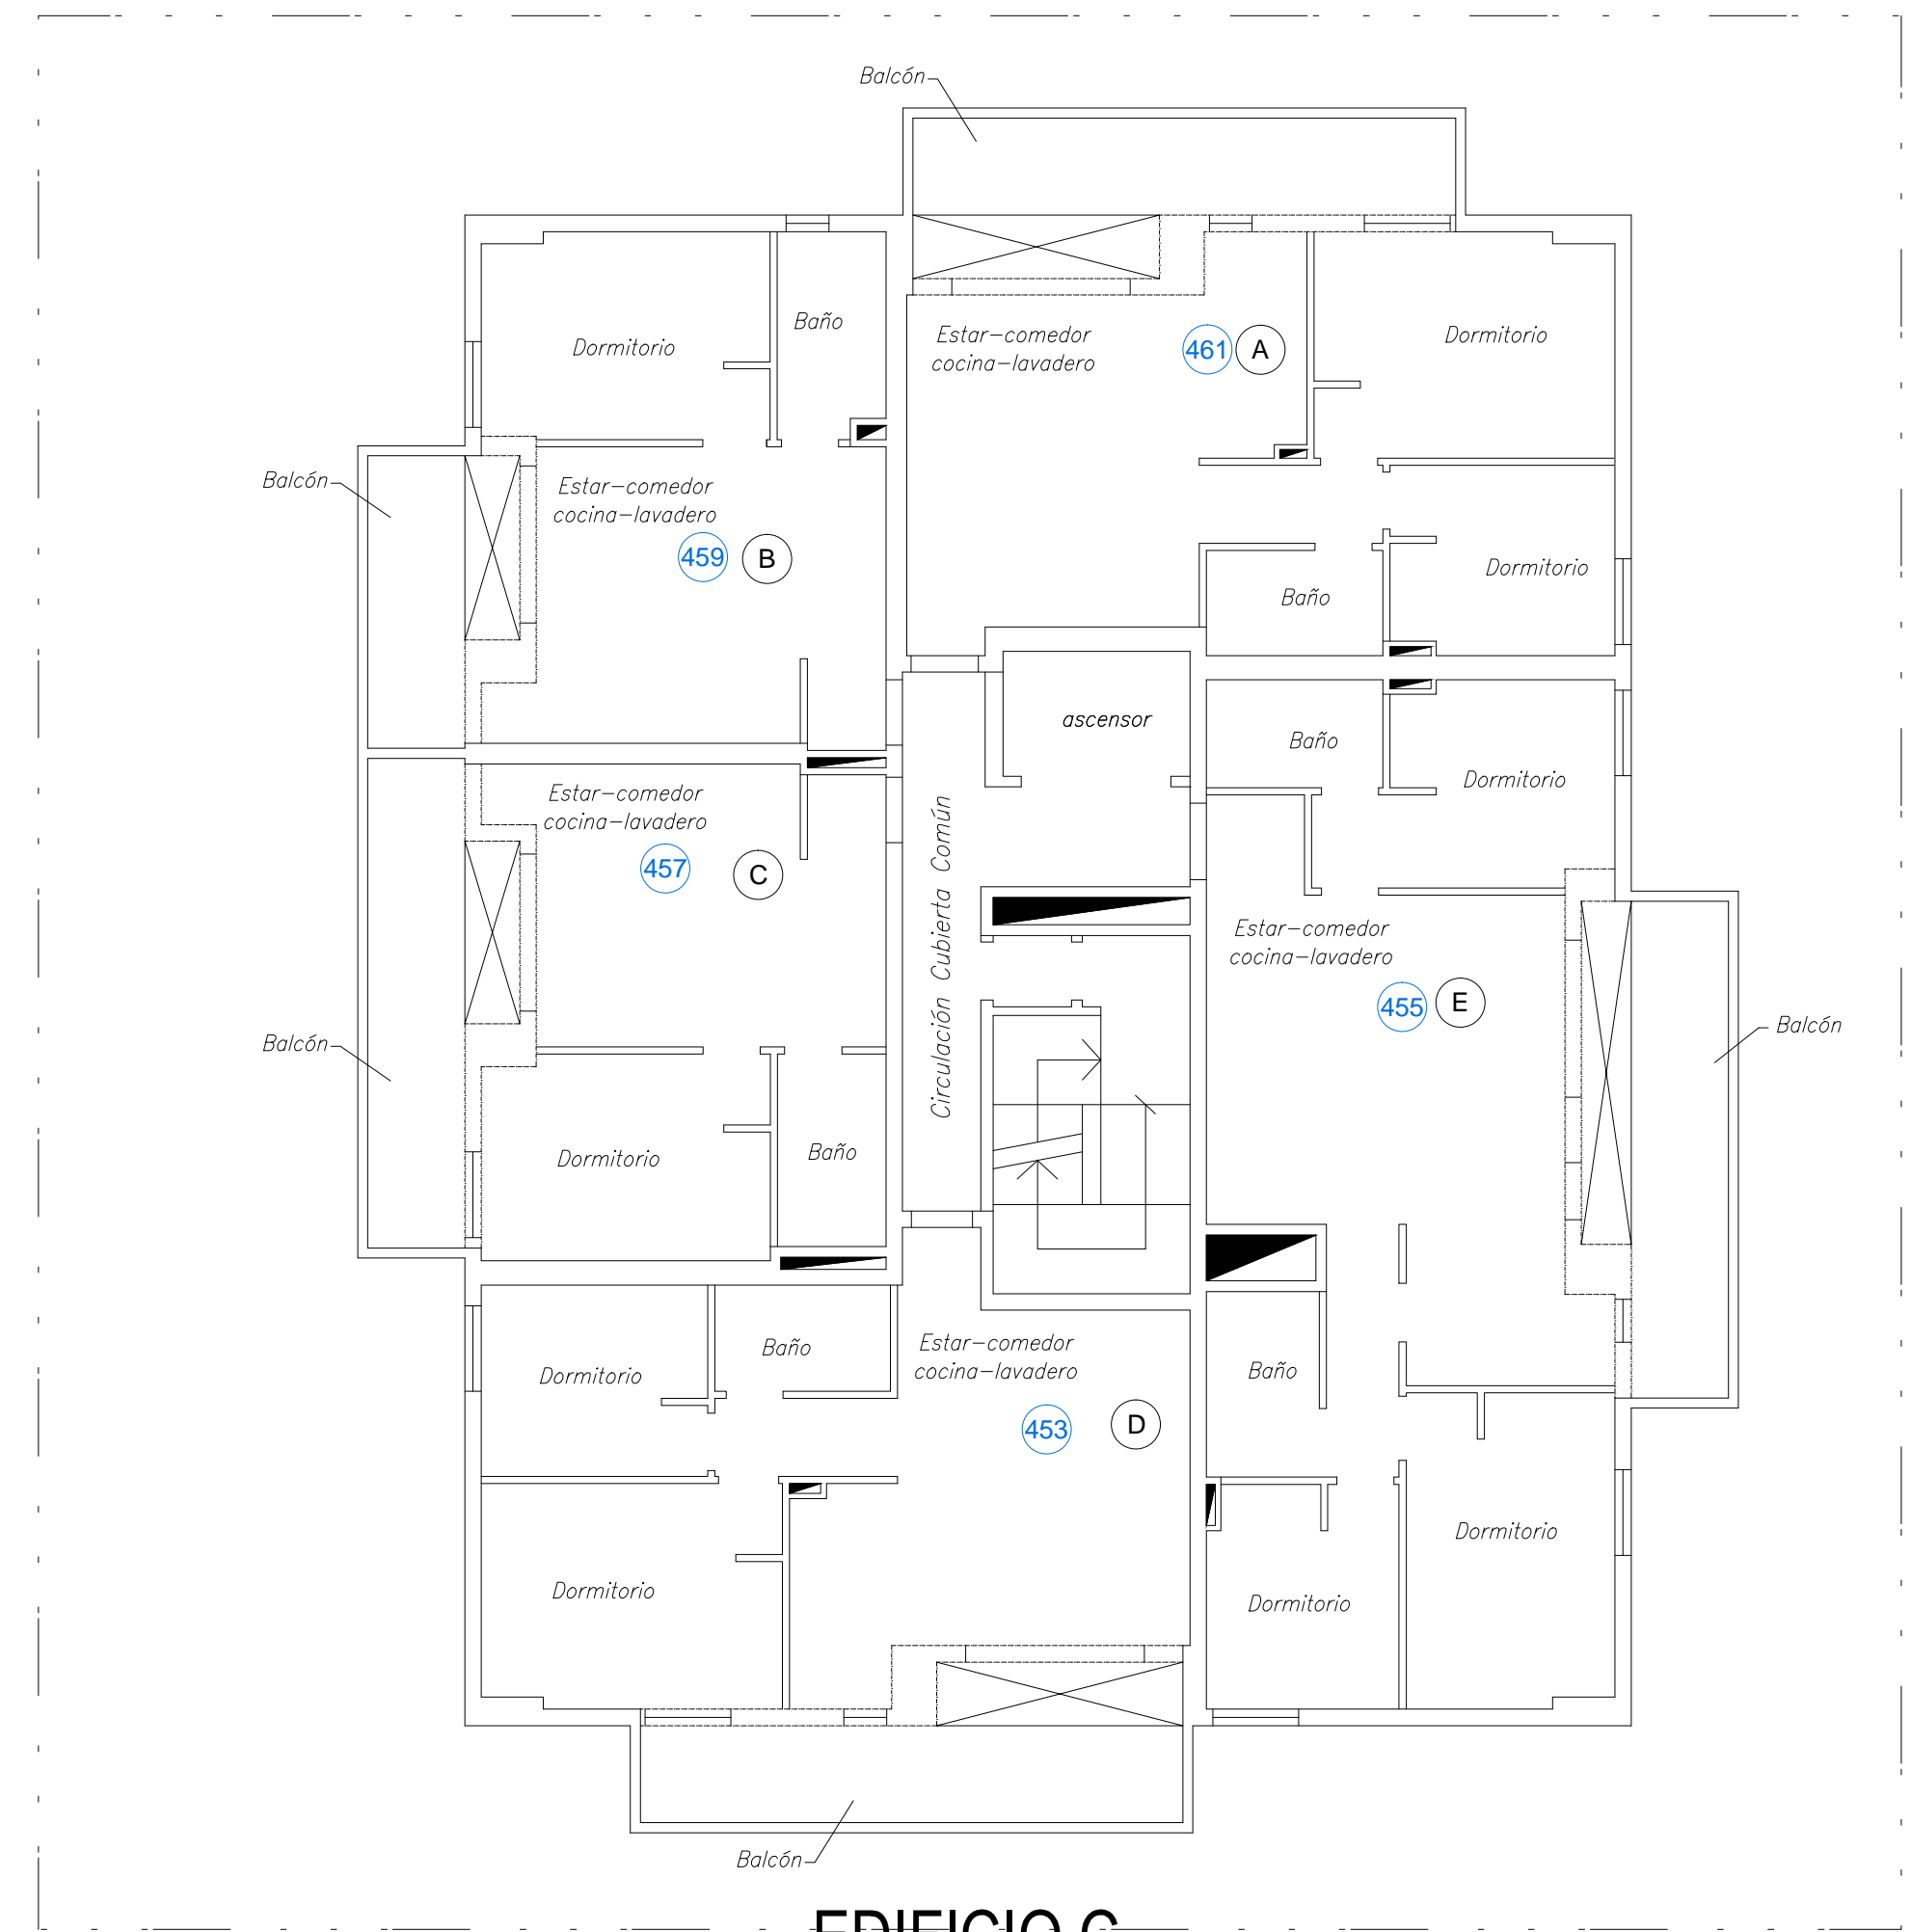 Balcón
Baño
Dormitorio
Estar-comedor
cocina-lavadero
461 A
Dormitorio
Balcón
Estar-comedor
cocina-lavadero
459 B
Dormitorio
Baño
ascensor
Baño
Dormitorio
Estar-comedor
cocina-lavadero
457 C
Circulación Cubierta Común
Estar-comedor
cocina-lavadero
455 E
Balcón
Balcón
Dormitorio
Baño
Dormitorio
Baño
Estar-comedor
cocina-lavadero
453 D
Baño
Dormitorio
Dormitorio
Dormitorio
Balcón
EDIFICIO C